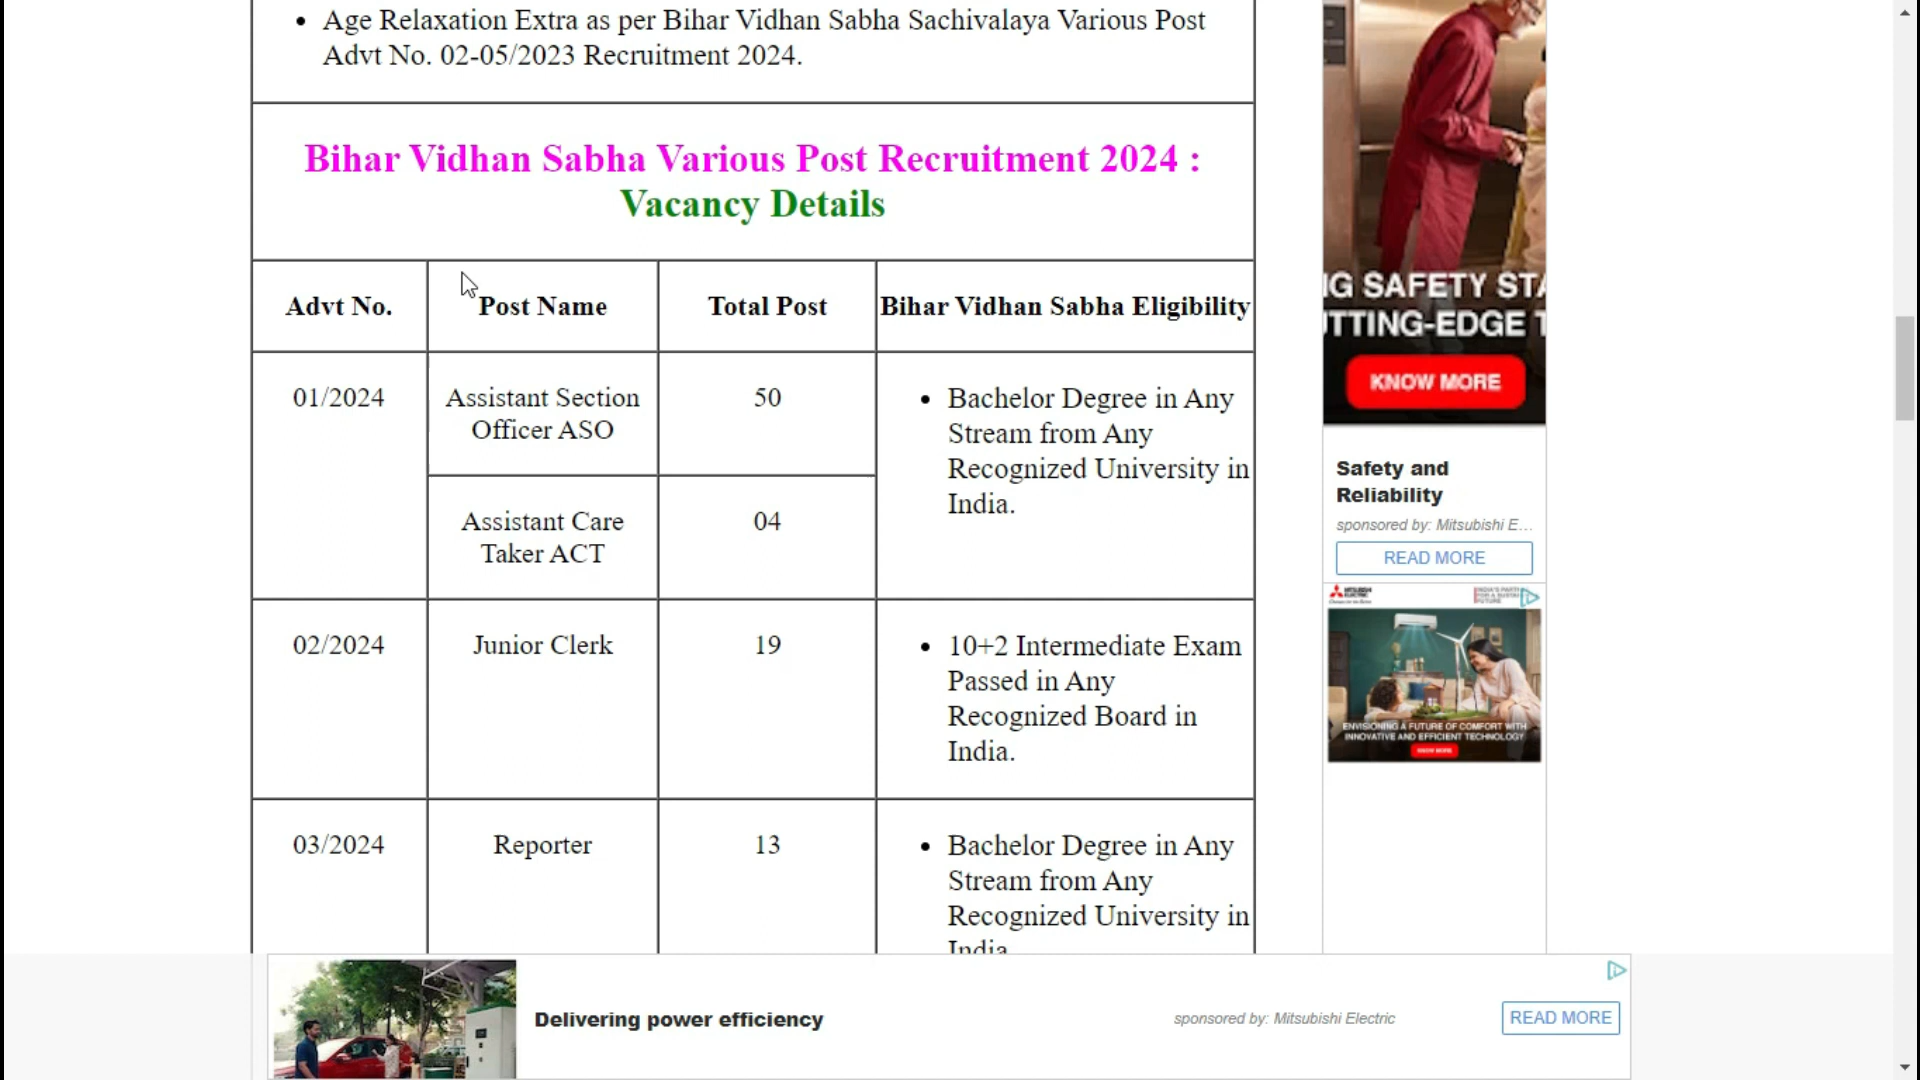 Age Relaxation Extra as per Bihar Vidhan Sabha Sachivalaya Various Post
Advt No. 02-05/2023 Recruitment 2024.
Bihar Vidhan Sabha Various Post Recruitment 2024 :
Vacancy Details
Advt No. Post Name Total Post Bihar Vidhan Sabha Eligibility
01/2024
Assistant Section
Officer ASO
50
Bachelor Degree in Any
Stream from Any
Recognized University in
India.
Assistant Care
Taker ACT
04
02/2024
Junior Clerk
19
10+2 Intermediate Exam
Passed in Any
Recognized Board in
India.
03/2024
Reporter
13
Bachelor Degree in Any
Stream from Any
Recognized University in
India
SAFETY
KNOW MORE
Safety and
Reliability
sponsored by: Mitsubishi E...
READ MORE
MITSUBISHI
ELECTRIC
ENVISIONING A FUTURE OF COMFORT WITH
INNOVATIVE AND EFFICIENT TECHNOLOGY
KNOW MORE
Delivering power efficiency
sponsored by: Mitsubishi Electric
READ MORE